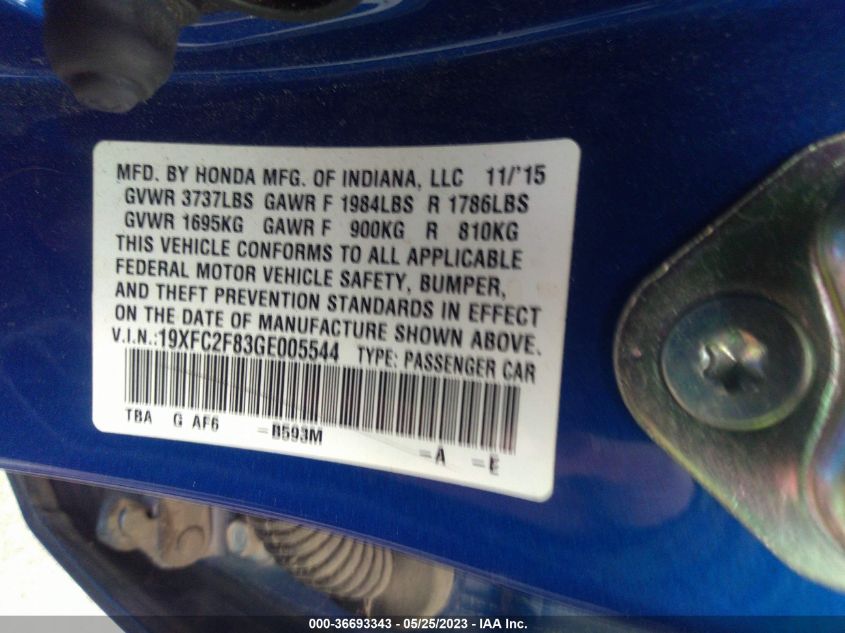 MFD. BY HONDA MFG. OF INDIANA, LLC 11/'15
GVWR 3737LBS GAWR F 1984LBS R 1786LBS
GVWR 1695KG GAWR F 900KG R 810KG
THIS VEHICLE CONFORMS TO ALL APPLICABLE
FEDERAL MOTOR VEHICLE SAFETY, BUMPER,
AND THEFT PREVENTION STANDARDS IN EFFECT
ON THE DATE OF MANUFACTURE SHOWN ABOVE.
V.I.N.:19XFC2F83GE005544 TYPE: PASSENGER CAR
TBA G AF6 =B593M =A =E
000-36693343 - 05/25/2023 - IAA Inc.